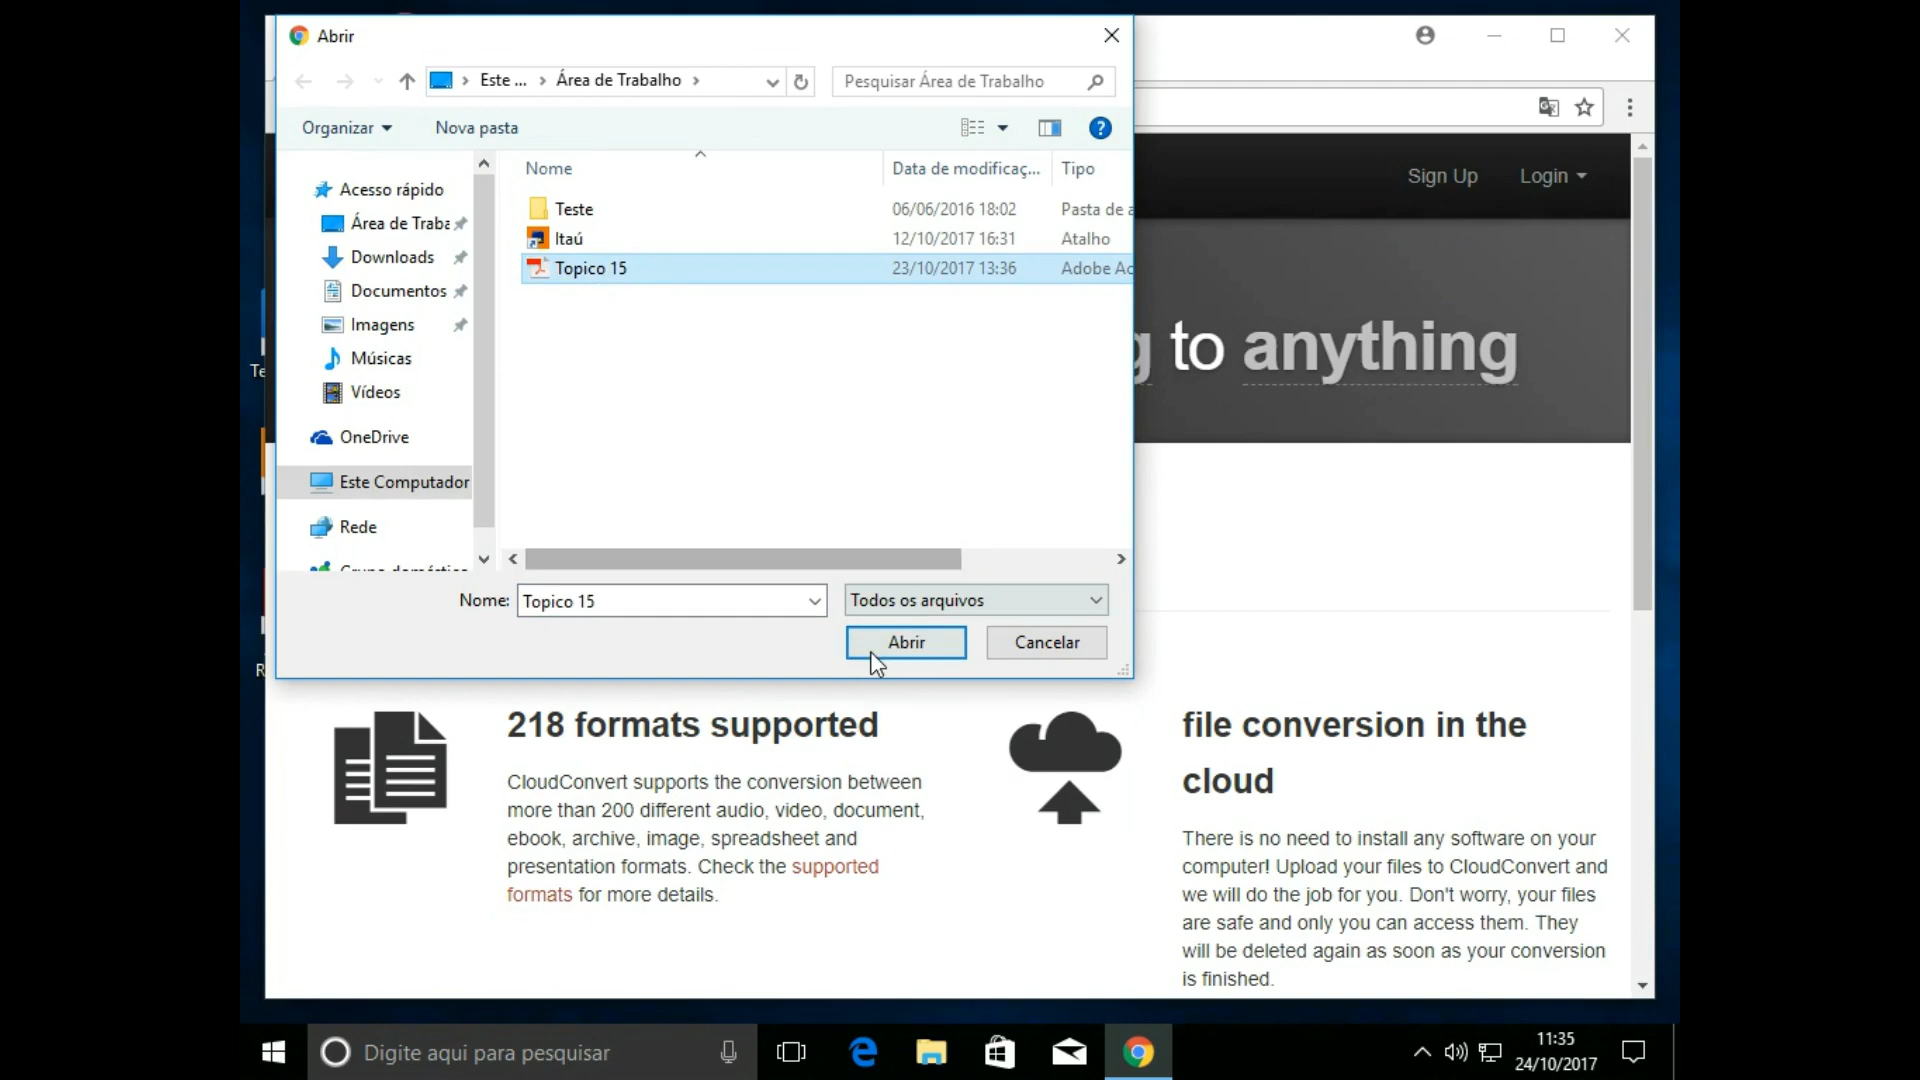 Abrir
Este ...
Área de Trabalho
Pesquisar Área de Trabalho
Organizar
Nova pasta
?
Nome
Data de modificaç...
Tipo
Acesso rápido
Área de Traba
Downloads
Documentos
Imagens
Músicas
Vídeos
OneDrive
Este Computador
Rede
Teste
06/06/2016 18:02
Pasta de a
Itaú
12/10/2017 16:31
Atalho
Topico 15
23/10/2017 13:36
Adobe Ac
Nome:
Topico 15
Todos os arquivos
Abrir
Cancelar
Sign Up
Login
g to anything
218 formats supported
CloudConvert supports the conversion between
more than 200 different audio, video, document,
ebook, archive, image, spreadsheet and
presentation formats. Check the supported
formats for more details.
file conversion in the
cloud
There is no need to install any software on your
computer! Upload your files to CloudConvert and
we will do the job for you. Don't worry, your files
are safe and only you can access them. They
will be deleted again as soon as your conversion
is finished.
Te
R
Digite aqui para pesquisar
11:35
24/10/2017